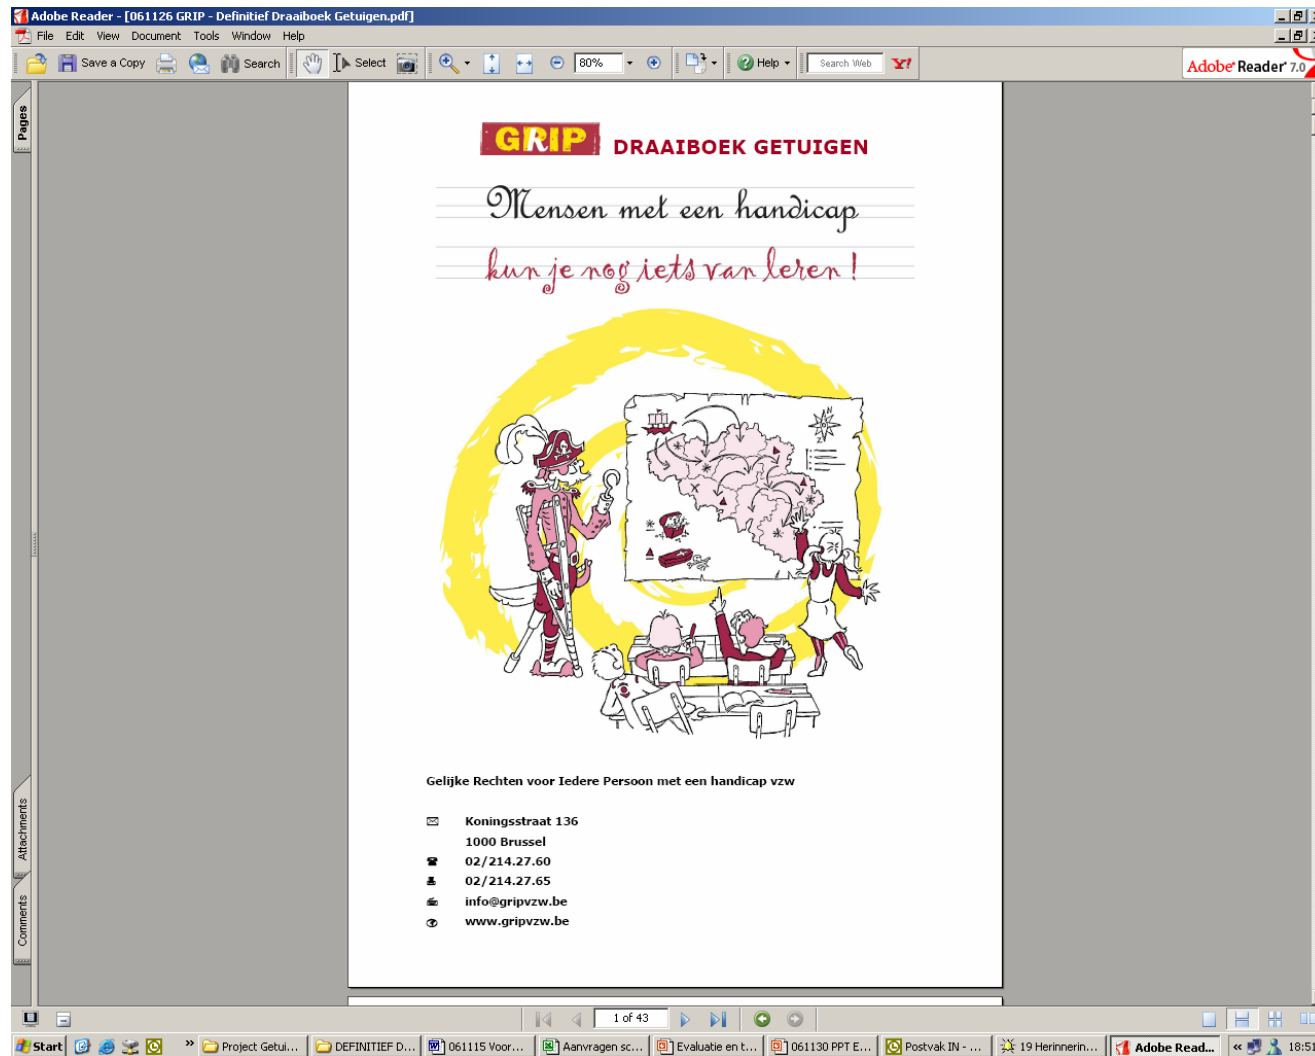 Adobe Reader - [061126 GRIP - Definitief Draaiboek Getuigen.pdf]
File Edit View Document Tools Window Help
Save a Copy Search Select 80% Help Search Web Y!
Adobe Reader 7.0
Pages
GRIP DRAAIBOEK GETUIGEN
Mensen met een handicap
kun je nog iets van leren !
Gelijke Rechten voor Iedere Persoon met een handicap vzw
Koningsstraat 136
1000 Brussel
02/214.27.60
02/214.27.65
info@gripvzw.be
www.gripvzw.be
Attachments
Comments
1 of 43
Start » Project Getui... DEFINITIEF D... 061115 Voor... Aanvragen sc... Evaluatie en t... 061130 PPT E... Postvak IN - ... 19 Herinnerin... Adobe Read... « 18:51